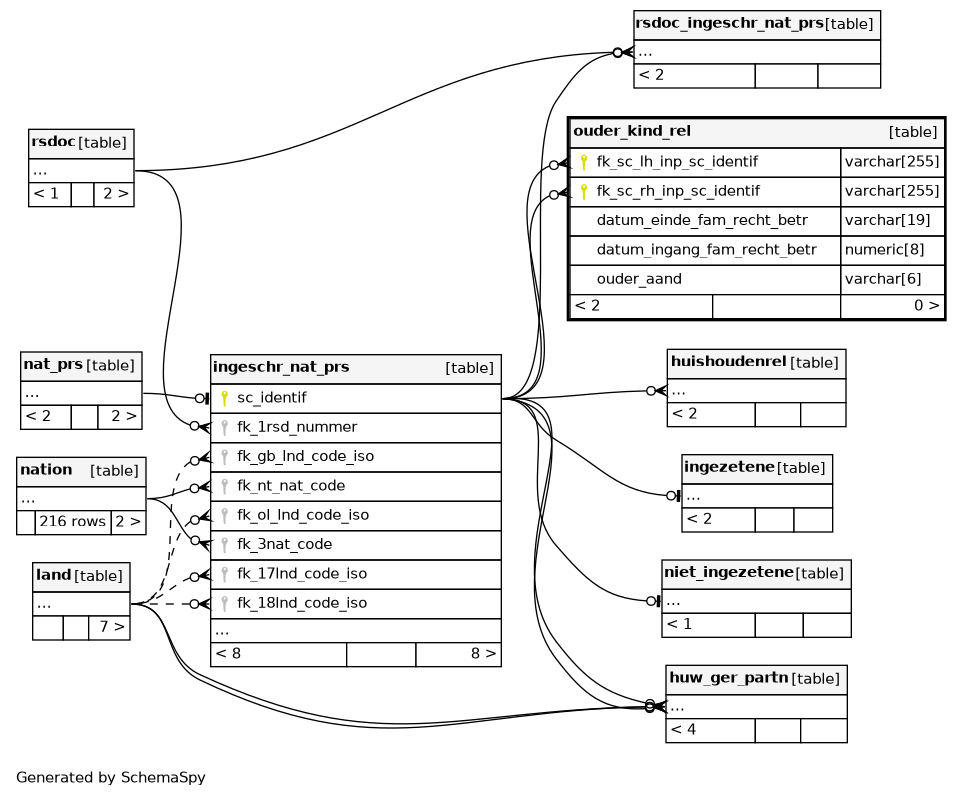 rsdoc_ingeschr_nat_prs [table]
...
< 2
ouder_kind_rel [table]
fk_sc_lh_inp_sc_identif varchar[255]
fk_sc_rh_inp_sc_identif varchar[255]
datum_einde_fam_recht_betr varchar[19]
datum_ingang_fam_recht_betr numeric[8]
ouder_aand varchar[6]
< 2 0 >
rsdoc [table]
...
< 1 2 >
nat_prs [table]
...
< 2 2 >
nation [table]
...
216 rows 2 >
land [table]
...
7 >
ingeschr_nat_prs [table]
sc_identif
fk_1rsd_nummer
fk_gb_lnd_code_iso
fk_nt_nat_code
fk_ol_lnd_code_iso
fk_3nat_code
fk_17lnd_code_iso
fk_18lnd_code_iso
...
< 8 8 >
huishoudenrel [table]
...
< 2
ingezetene [table]
...
< 2
niet_ingezetene [table]
...
< 1
huw_ger_partn [table]
...
< 4
Generated by SchemaSpy